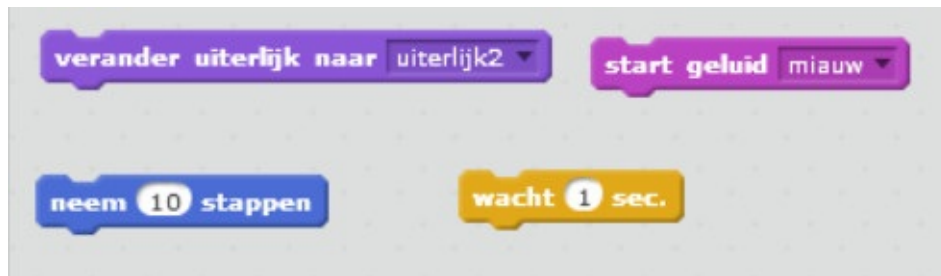 verander uiterlijk naar uiterlijk2
start geluid miauw
neem 10 stappen
wacht 1 sec.